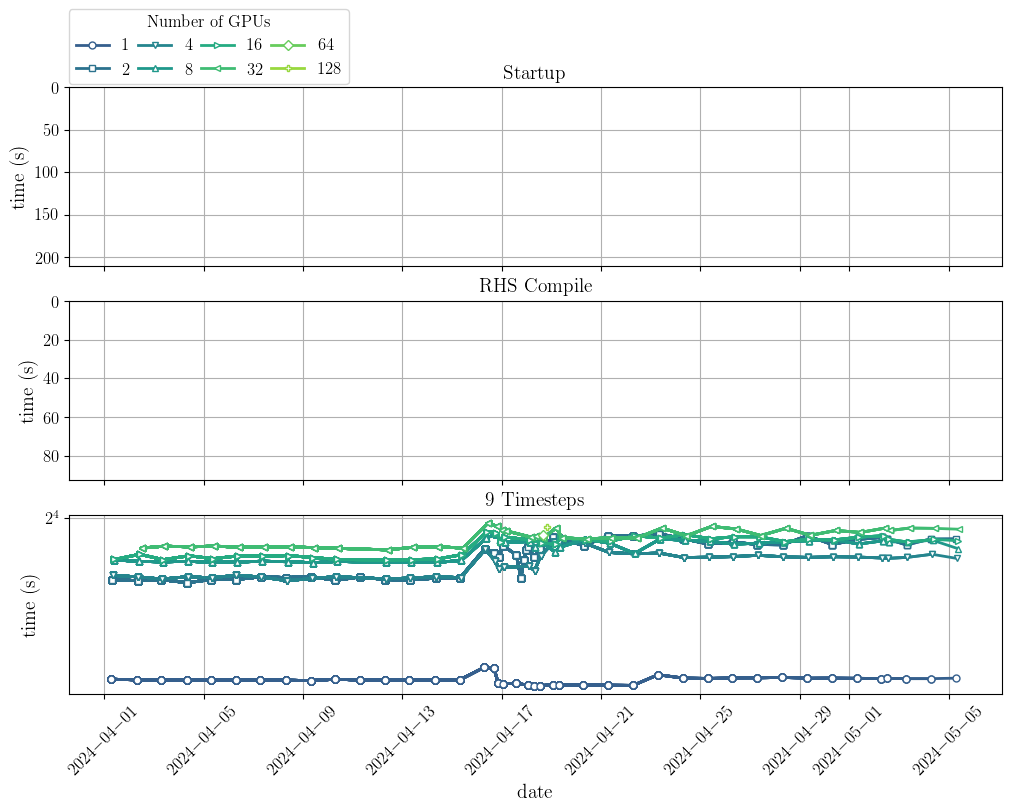 Number of GPUs
1 4 16 64
2 8 32 128
Startup
0
50
100
150
200
time (s)
RHS Compile
0
20
40
60
80
time (s)
9 Timesteps
2⁴
time (s)
2024−04−01 2024−04−05 2024−04−09 2024−04−13 2024−04−17 2024−04−21 2024−04−25 2024−04−29 2024−05−01 2024−05−05
date